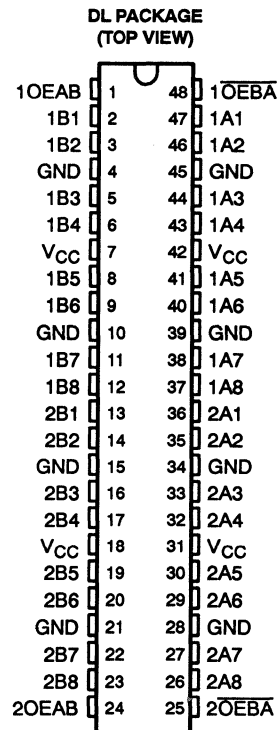 DL PACKAGE
(TOP VIEW)
1OEAB 1 48 1O̅E̅B̅A̅
1B1 2 47 1A1
1B2 3 46 1A2
GND 4 45 GND
1B3 5 44 1A3
1B4 6 43 1A4
VCC 7 42 VCC
1B5 8 41 1A5
1B6 9 40 1A6
GND 10 39 GND
1B7 11 38 1A7
1B8 12 37 1A8
2B1 13 36 2A1
2B2 14 35 2A2
GND 15 34 GND
2B3 16 33 2A3
2B4 17 32 2A4
VCC 18 31 VCC
2B5 19 30 2A5
2B6 20 29 2A6
GND 21 28 GND
2B7 22 27 2A7
2B8 23 26 2A8
2OEAB 24 25 2O̅E̅B̅A̅